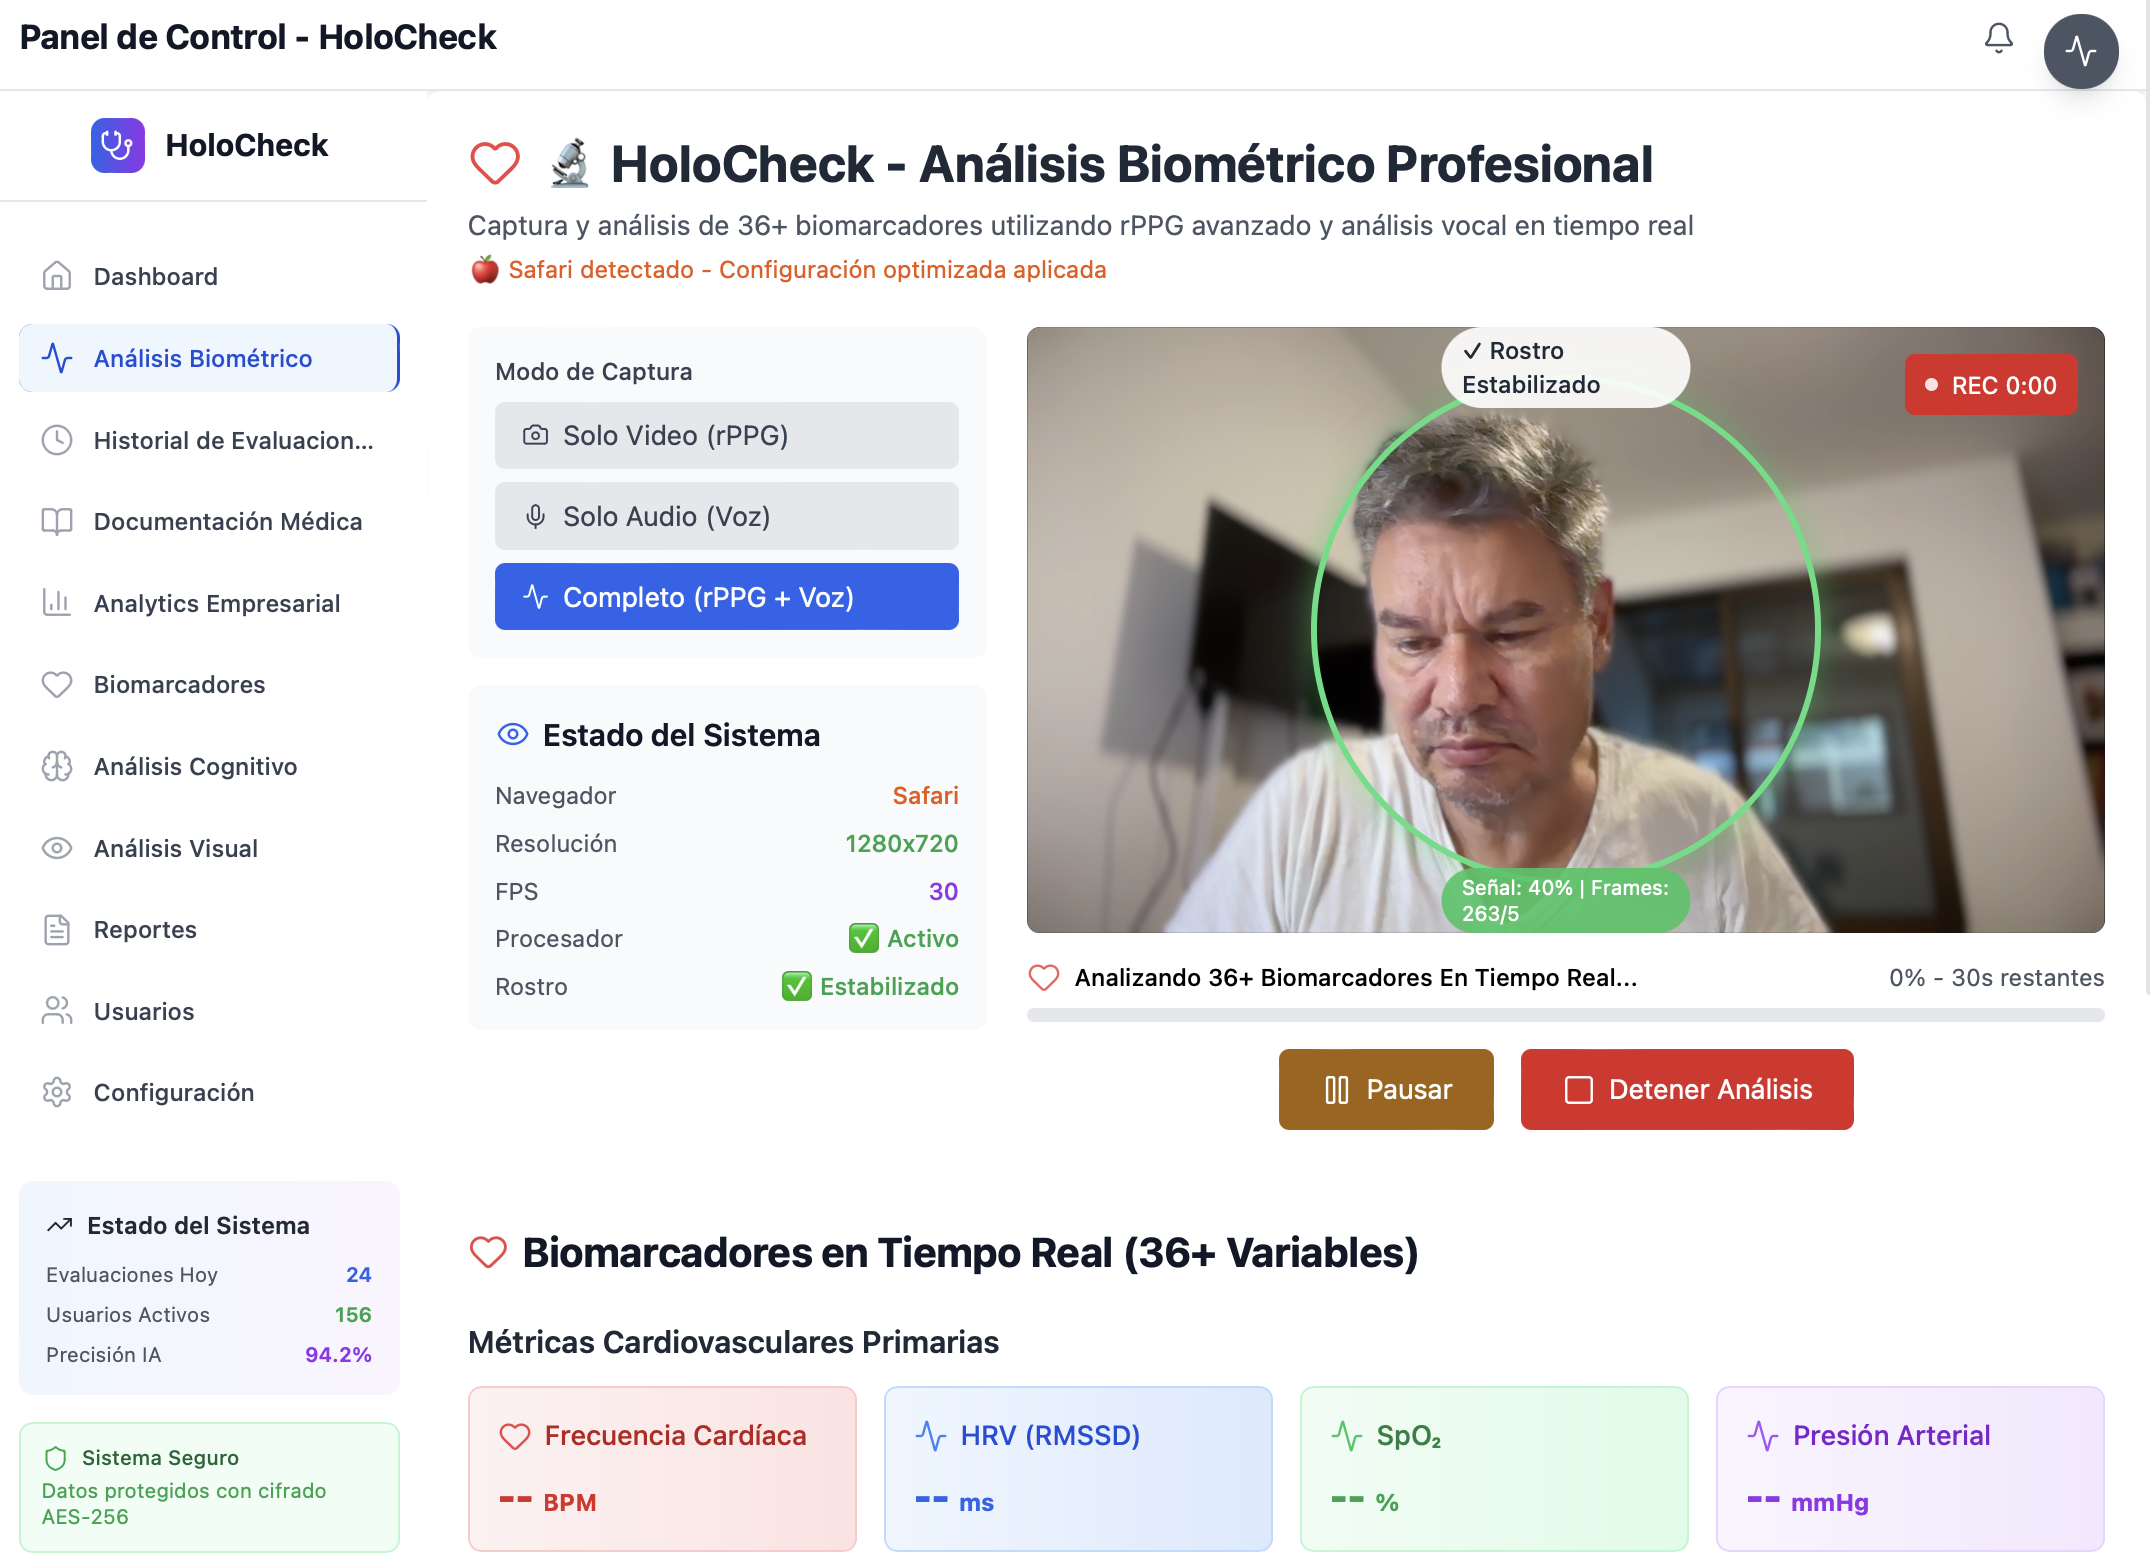 Panel de Control - HoloCheck
HoloCheck
Dashboard
Análisis Biométrico
Historial de Evaluacion...
Documentación Médica
Analytics Empresarial
Biomarcadores
Análisis Cognitivo
Análisis Visual
Reportes
Usuarios
Configuración
Estado del Sistema
Evaluaciones Hoy 24
Usuarios Activos 156
Precisión IA 94.2%
Sistema Seguro
Datos protegidos con cifrado
AES-256
HoloCheck - Análisis Biométrico Profesional
Captura y análisis de 36+ biomarcadores utilizando rPPG avanzado y análisis vocal en tiempo real
Safari detectado - Configuración optimizada aplicada
Modo de Captura
Solo Video (rPPG)
Solo Audio (Voz)
Completo (rPPG + Voz)
Estado del Sistema
Navegador Safari
Resolución 1280x720
FPS 30
Procesador ✅ Activo
Rostro ✅ Estabilizado
✓ Rostro
Estabilizado
REC 0:00
Señal: 40% | Frames:
263/5
Analizando 36+ Biomarcadores En Tiempo Real... 0% - 30s restantes
Pausar
Detener Análisis
Biomarcadores en Tiempo Real (36+ Variables)
Métricas Cardiovasculares Primarias
Frecuencia Cardíaca
-- BPM
HRV (RMSSD)
-- ms
SpO₂
-- %
Presión Arterial
-- mmHg